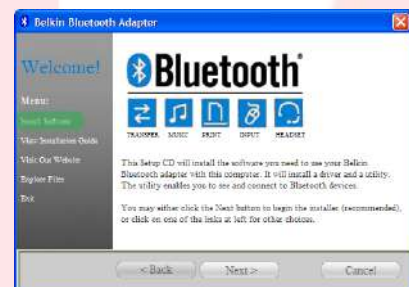 Belkin Bluetooth Adapter
Welcome!
Menu:
Install Software
View Installation Guide
Visit Our Website
Explore Files
Exit
Bluetooth
TRANSFER MUSIC PRINT INPUT HEADSET
This Setup CD will install the software you need to use your Belkin
Bluetooth adapter with this computer. It will install a driver and a utility.
The utility enables you to see and connect to Bluetooth devices.
You may either click the Next button to begin the installer (recommended),
or click on one of the links at left for other choices.
< Back Next > Cancel